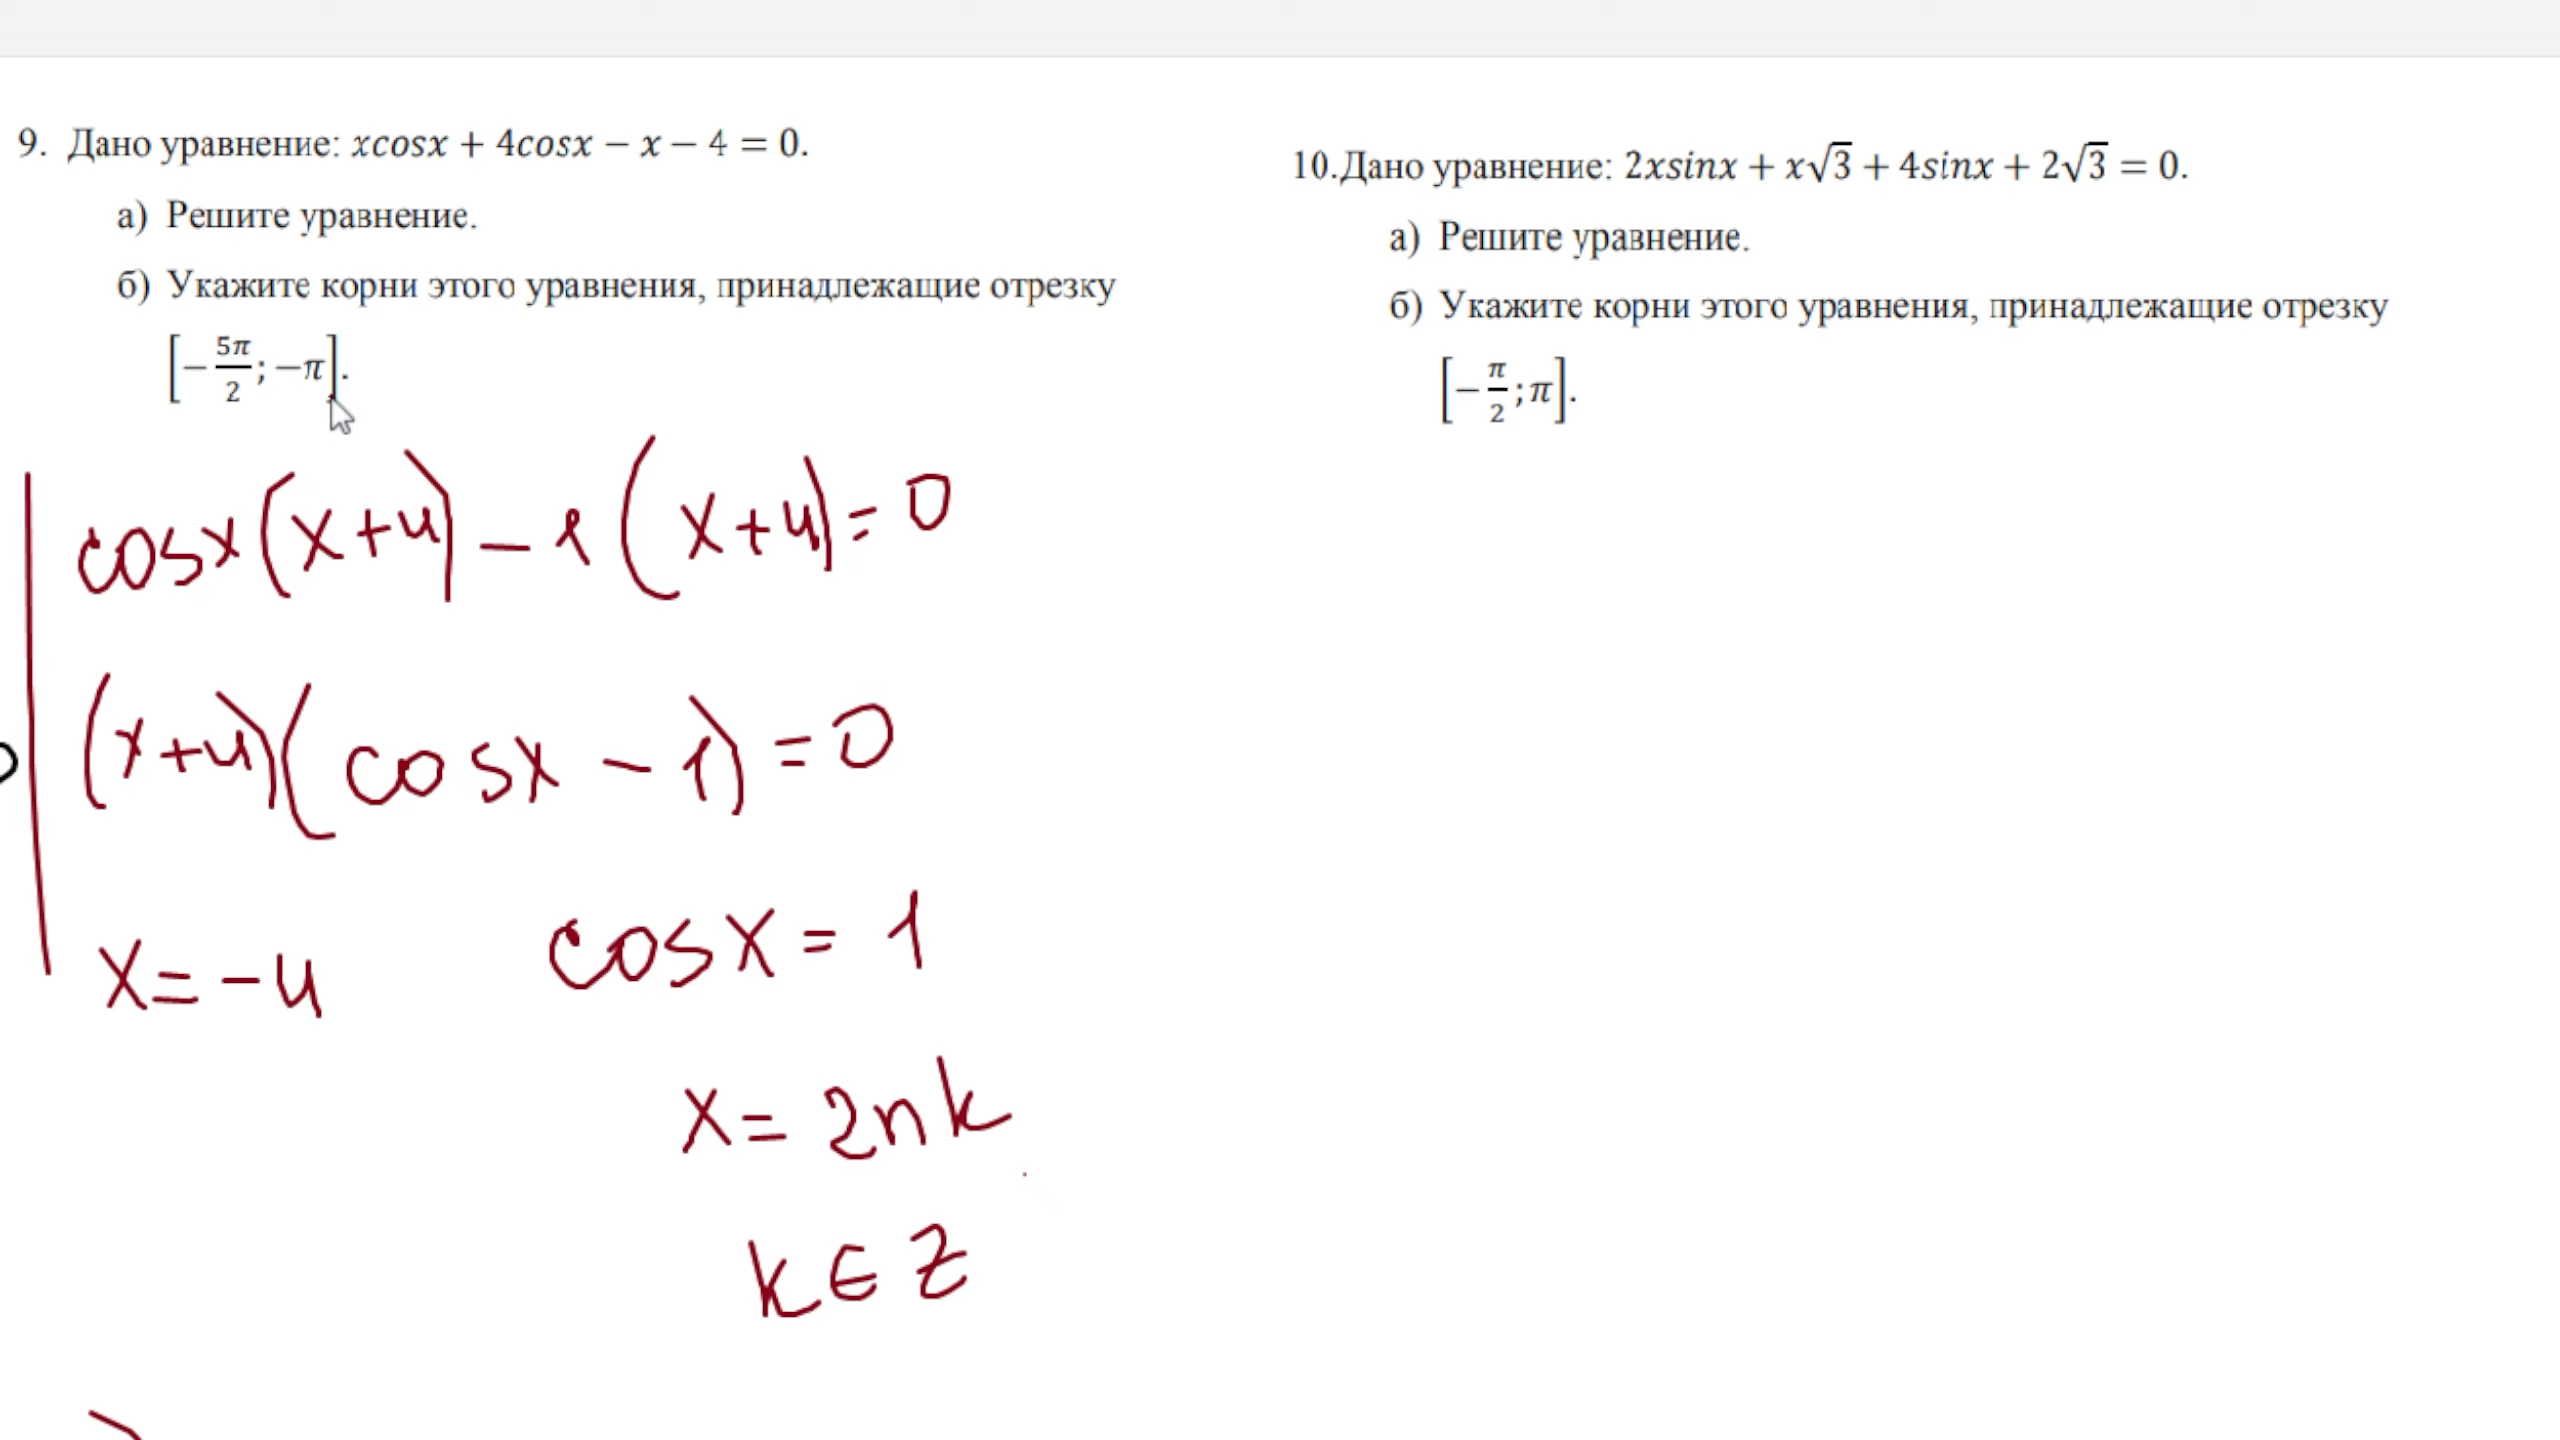 9. Дано уравнение: xcosx + 4cosx − x − 4 = 0.
а) Решите уравнение.
б) Укажите корни этого уравнения, принадлежащие отрезку
[−5π/2; −π].
cosx(x+4) − 1(x+4) = 0
(x+4)(cosx − 1) = 0
x = −4 cosx = 1
x = 2πk
k ∈ Z
10. Дано уравнение: 2xsinx + x√3 + 4sinx + 2√3 = 0.
а) Решите уравнение.
б) Укажите корни этого уравнения, принадлежащие отрезку
[−π/2; π].